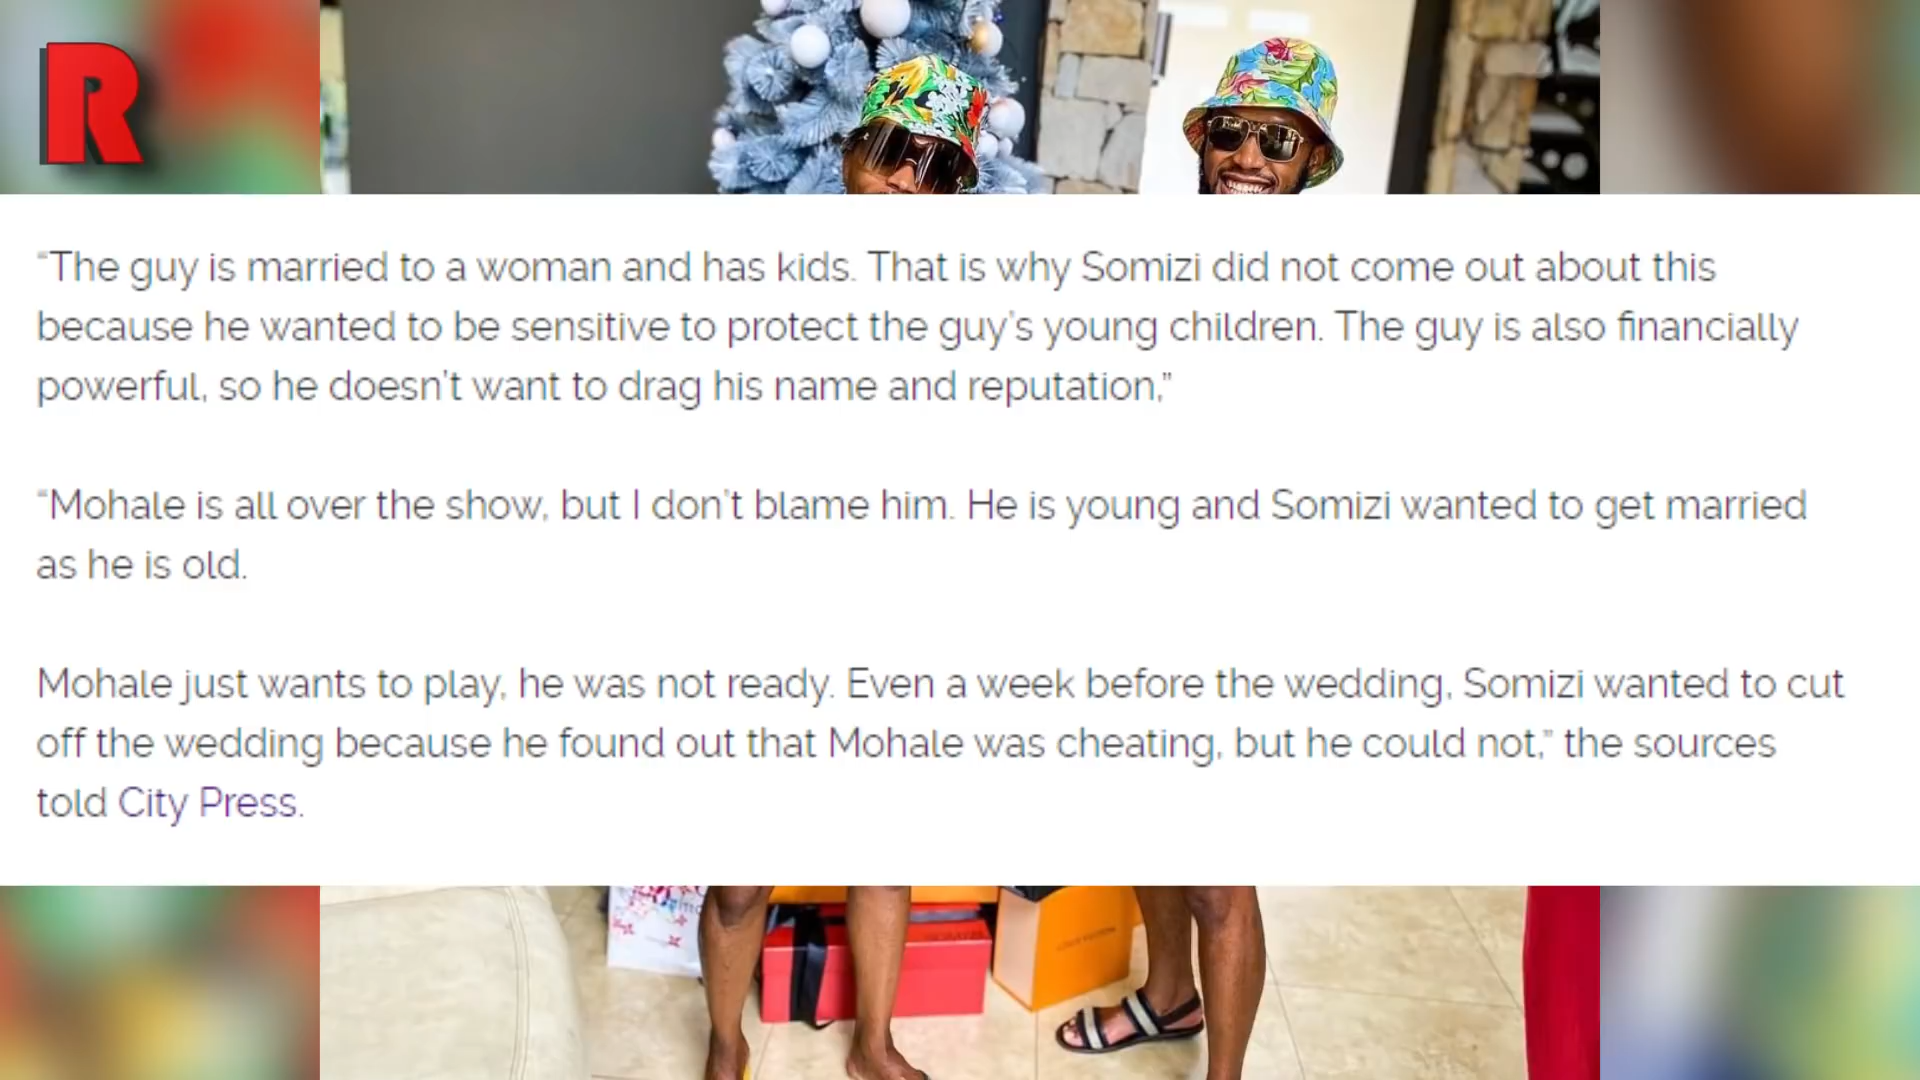 R
“The guy is married to a woman and has kids. That is why Somizi did not come out about this
because he wanted to be sensitive to protect the guy’s young children. The guy is also financially
powerful, so he doesn’t want to drag his name and reputation,”
“Mohale is all over the show, but I don’t blame him. He is young and Somizi wanted to get married
as he is old.
Mohale just wants to play, he was not ready. Even a week before the wedding, Somizi wanted to cut
off the wedding because he found out that Mohale was cheating, but he could not,” the sources
told City Press.